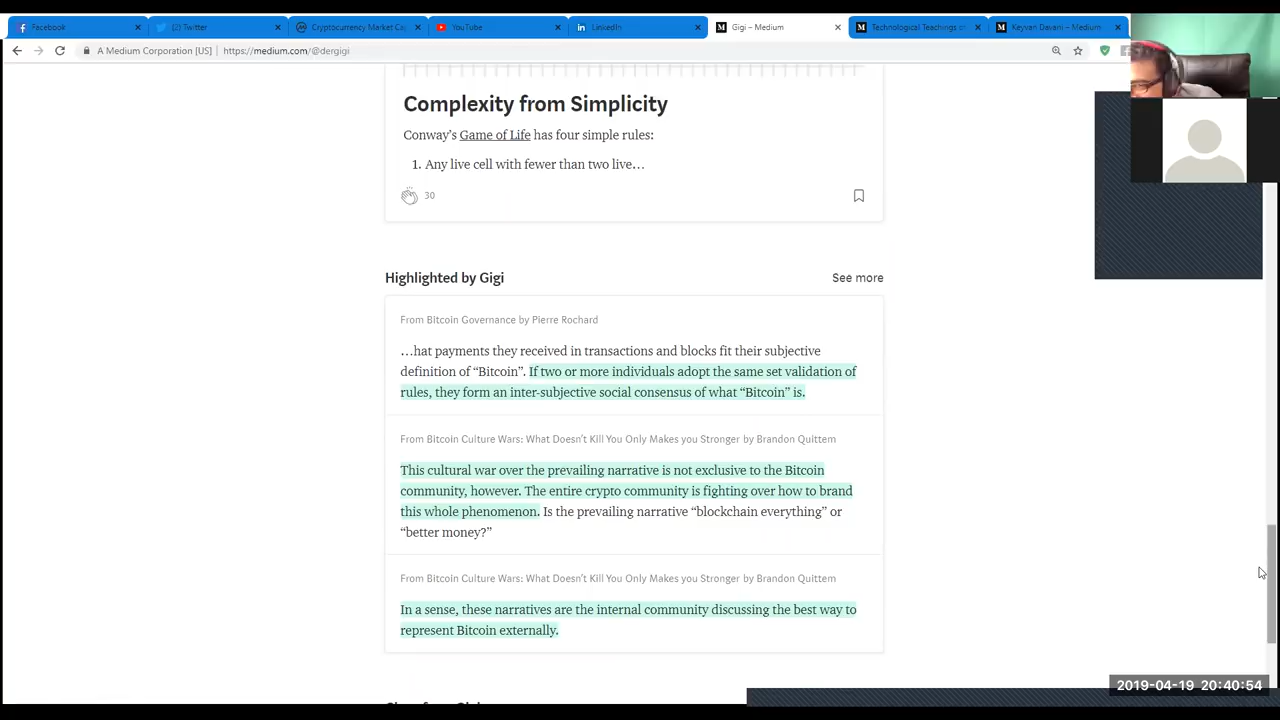 Facebook
(2) Twitter
Cryptocurrency Market Ca
YouTube
LinkedIn
Gigi – Medium
Technological Teachings o
Keyvan Davani – Medium
A Medium Corporation [US] | https://medium.com/@dergigi
Complexity from Simplicity
Conway's Game of Life has four simple rules:
1. Any live cell with fewer than two live…
30
Highlighted by Gigi
See more
From Bitcoin Governance by Pierre Rochard
…hat payments they received in transactions and blocks fit their subjective
definition of “Bitcoin”. If two or more individuals adopt the same set validation of
rules, they form an inter-subjective social consensus of what “Bitcoin” is.
From Bitcoin Culture Wars: What Doesn't Kill You Only Makes you Stronger by Brandon Quittem
This cultural war over the prevailing narrative is not exclusive to the Bitcoin
community, however. The entire crypto community is fighting over how to brand
this whole phenomenon. Is the prevailing narrative “blockchain everything” or
“better money?”
From Bitcoin Culture Wars: What Doesn't Kill You Only Makes you Stronger by Brandon Quittem
In a sense, these narratives are the internal community discussing the best way to
represent Bitcoin externally.
2019-04-19 20:40:54